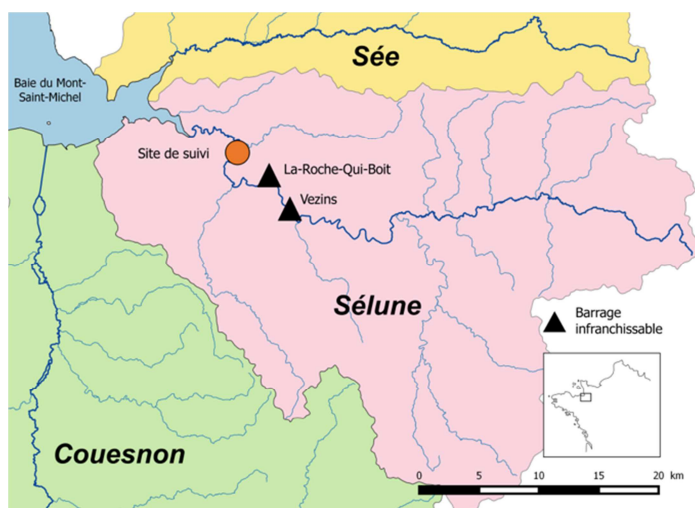 Sée
Baie du Mont-
Saint-Michel
Site de suivi
La-Roche-Qui-Boit
Vezins
Sélune
Barrage
infranchissable
Couesnon
0 5 10 15 20 km